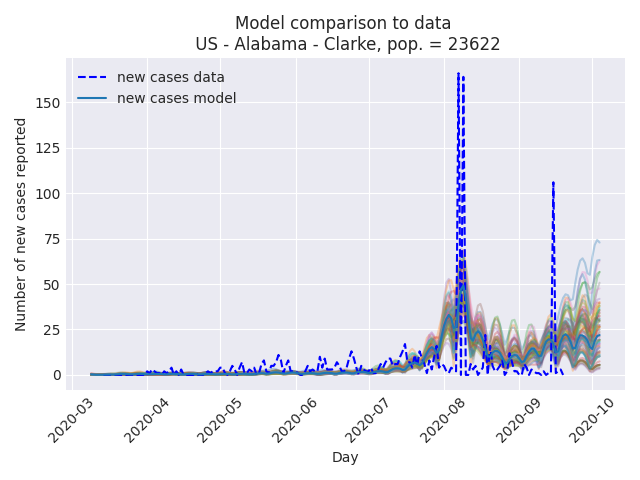 Model comparison to data
US - Alabama - Clarke, pop. = 23622
new cases data
new cases model
Number of new cases reported
150
125
100
75
50
25
0
2020-03
2020-04
2020-05
2020-06
2020-07
2020-08
2020-09
2020-10
Day